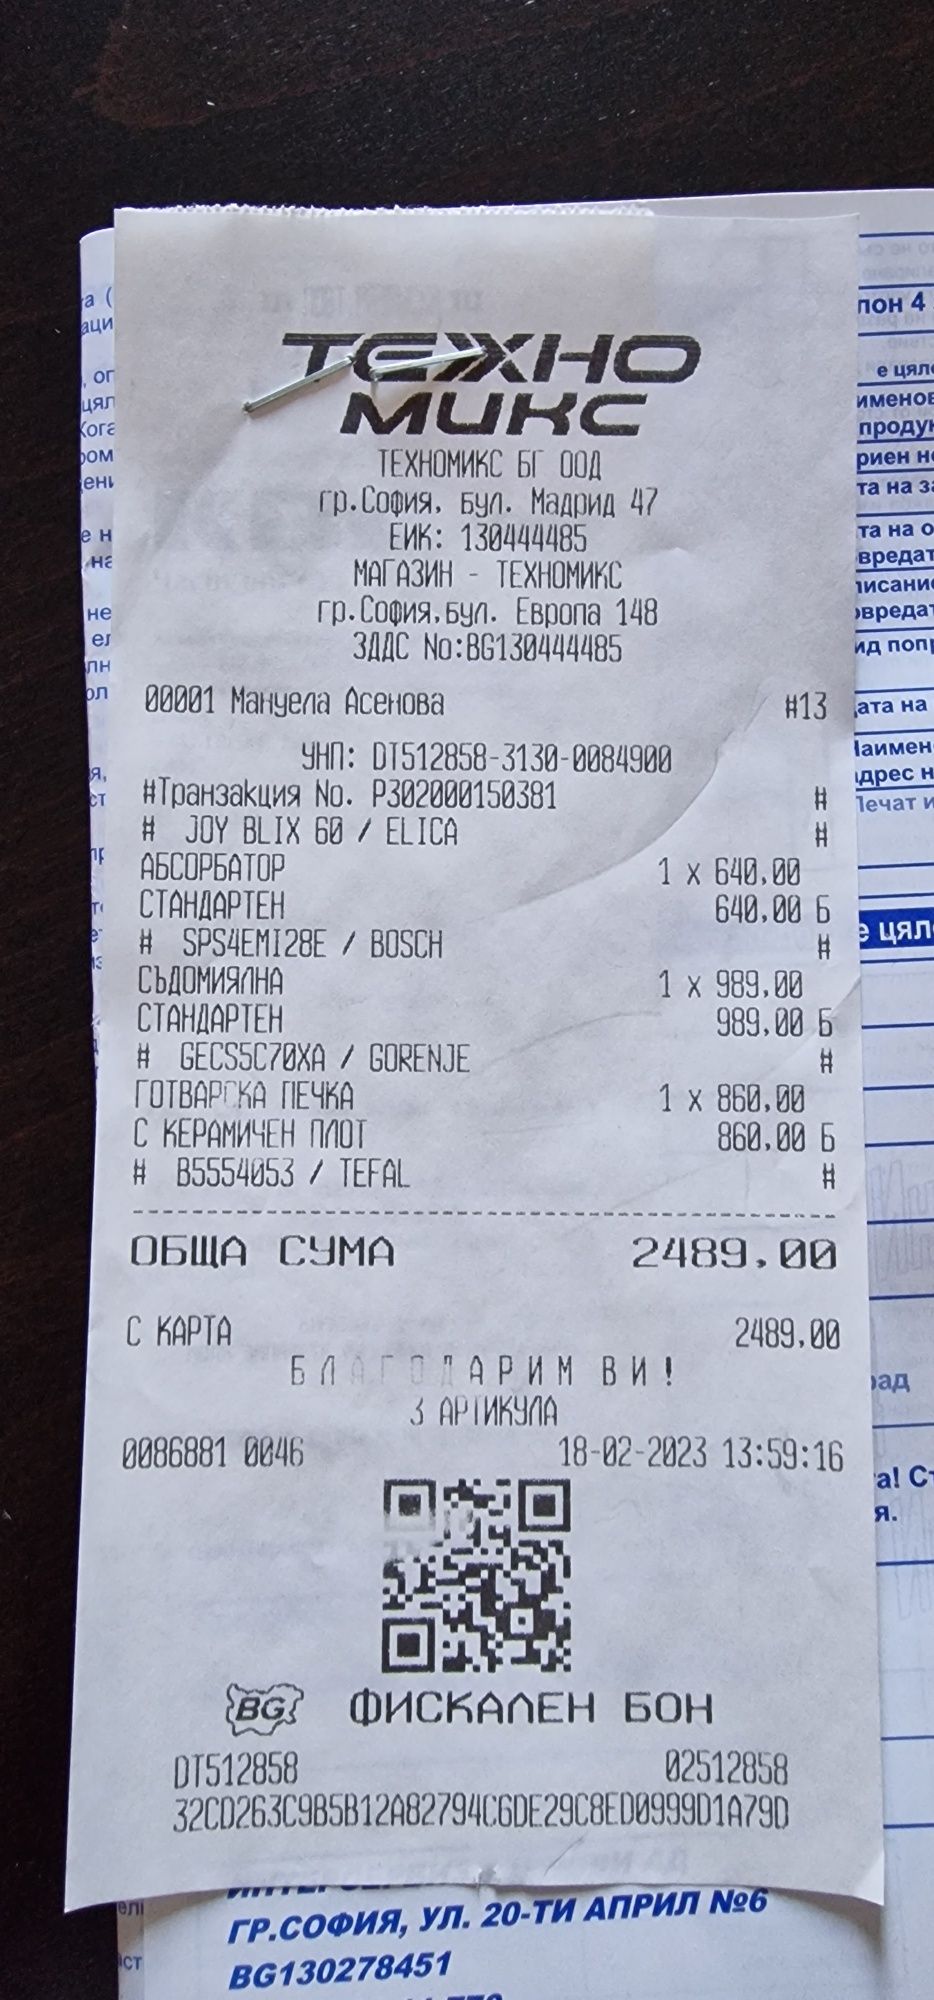 ТЕХНО
МИКС
ТЕХНОМИКС БГ ООД
гр.София, бул. Мадрид 47
ЕИК: 130444485
МАГАЗИН - ТЕХНОМИКС
гр.София,бул. Европа 148
ЗДДС No:BG130444485
00001 Мануела Асенова #13
УНП: DT512858-3130-0084900
#Транзакция No. P302000150381 #
# JOY BLIX 60 / ELICA #
АБСОРБАТОР 1 x 640,00
СТАНДАРТЕН 640,00 Б
# SPS4EMI28E / BOSCH #
СЪДОМИЯЛНА 1 x 989,00
СТАНДАРТЕН 989,00 Б
# GECS5C70XA / GORENJE #
ГОТВАРСКА ПЕЧКА 1 x 860,00
С КЕРАМИЧЕН ПЛОТ 860,00 Б
# B5554053 / TEFAL #
ОБЩА СУМА 2489,00
С КАРТА 2489,00
БЛАГОДАРИМ ВИ!
3 АРТИКУЛА
0086881 0046 18-02-2023 13:59:16
BG ФИСКАЛЕН БОН
DT512858 02512858
32CD263C9B5B12A82794C6DE29C8ED0999D1A79D
ГР.СОФИЯ, УЛ. 20-ТИ АПРИЛ №6
BG130278451